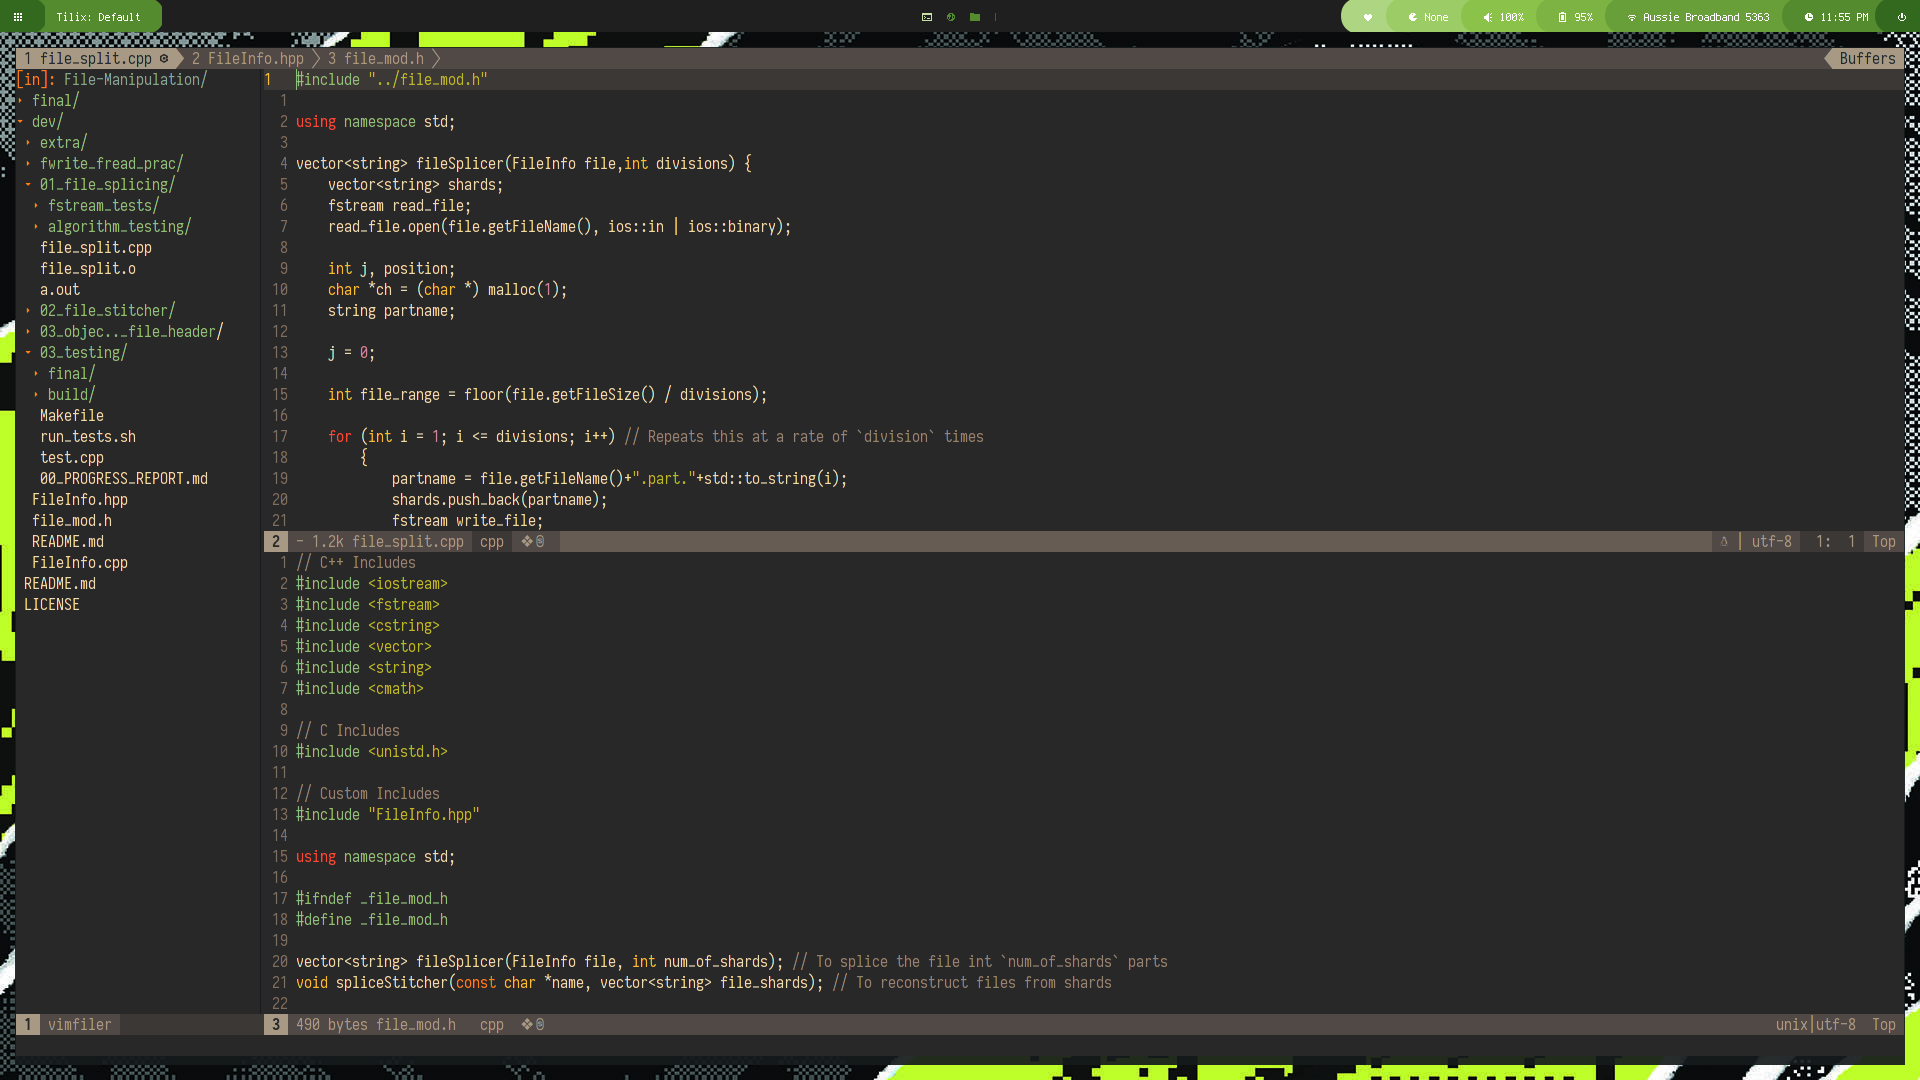 Tilix: Default
None
100%
95%
Aussie Broadband 5363
11:55 PM
1 file_split.cpp
2 FileInfo.hpp
3 file_mod.h
Buffers
[in]: File-Manipulation/
final/
dev/
extra/
fwrite_fread_prac/
01_file_splicing/
fstream_tests/
algorithm_testing/
file_split.cpp
file_split.o
a.out
02_file_stitcher/
03_objec.._file_header/
03_testing/
final/
build/
Makefile
run_tests.sh
test.cpp
00_PROGRESS_REPORT.md
FileInfo.hpp
file_mod.h
README.md
FileInfo.cpp
README.md
LICENSE
1 #include "../file_mod.h"
1
2 using namespace std;
3
4 vector<string> fileSplicer(FileInfo file,int divisions) {
5 vector<string> shards;
6 fstream read_file;
7 read_file.open(file.getFileName(), ios::in | ios::binary);
8
9 int j, position;
10 char *ch = (char *) malloc(1);
11 string partname;
12
13 j = 0;
14
15 int file_range = floor(file.getFileSize() / divisions);
16
17 for (int i = 1; i <= divisions; i++) // Repeats this at a rate of `division` times
18 {
19 partname = file.getFileName()+".part."+std::to_string(i);
20 shards.push_back(partname);
21 fstream write_file;
2 - 1.2k file_split.cpp cpp utf-8 1: 1 Top
1 // C++ Includes
2 #include <iostream>
3 #include <fstream>
4 #include <cstring>
5 #include <vector>
6 #include <string>
7 #include <cmath>
8
9 // C Includes
10 #include <unistd.h>
11
12 // Custom Includes
13 #include "FileInfo.hpp"
14
15 using namespace std;
16
17 #ifndef _file_mod_h
18 #define _file_mod_h
19
20 vector<string> fileSplicer(FileInfo file, int num_of_shards); // To splice the file int `num_of_shards` parts
21 void spliceStitcher(const char *name, vector<string> file_shards); // To reconstruct files from shards
22
1 vimfiler
3 490 bytes file_mod.h cpp unix|utf-8 Top